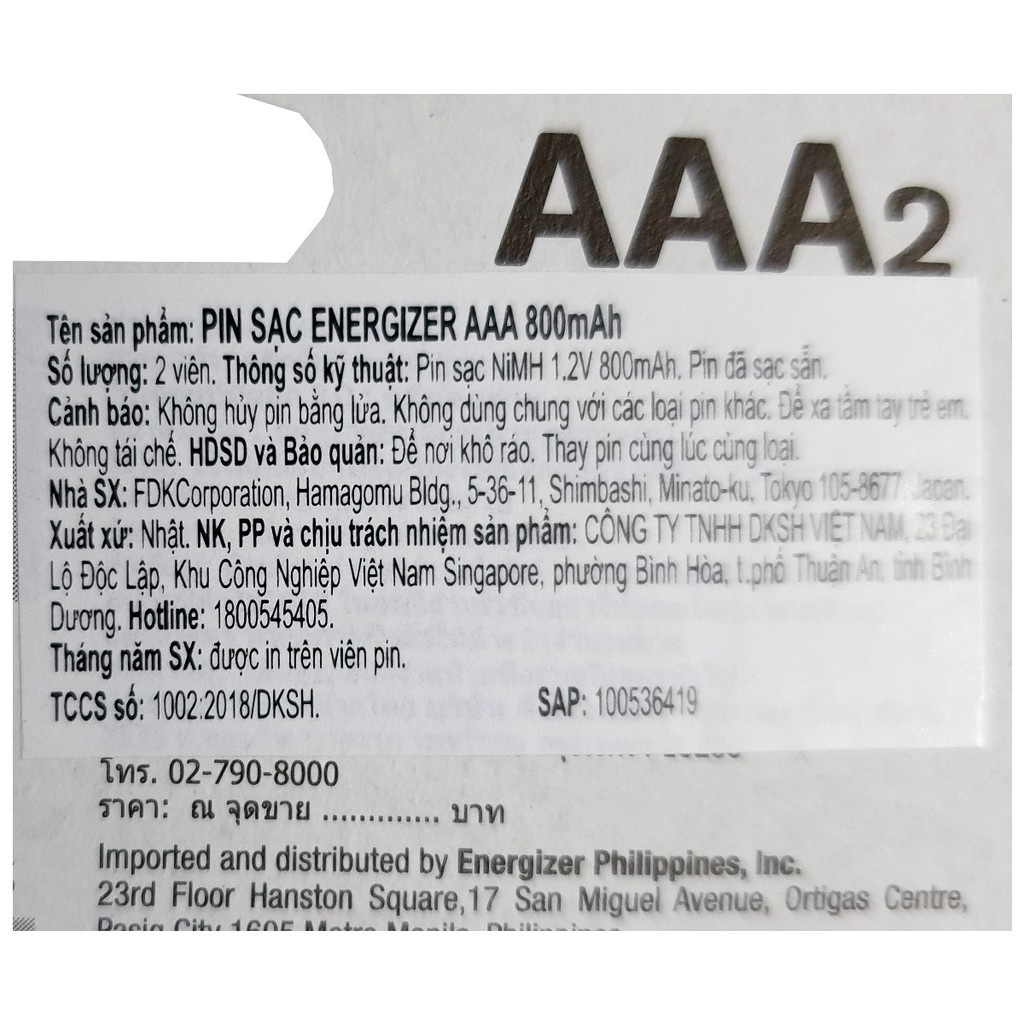 AAA2
Tên sản phẩm: PIN SẠC ENERGIZER AAA 800mAh
Số lượng: 2 viên. Thông số kỹ thuật: Pin sạc NiMH 1.2V 800mAh. Pin đã sạc sẵn.
Cảnh báo: Không hủy pin bằng lửa. Không dùng chung với các loại pin khác. Để xa tầm tay trẻ em.
Không tái chế. HDSD và Bảo quản: Để nơi khô ráo. Thay pin cùng lúc cùng loại.
Nhà SX: FDKCorporation, Hamagomu Bldg., 5-36-11, Shimbashi, Minato-ku, Tokyo 105-8677, Japan.
Xuất xứ: Nhật. NK, PP và chịu trách nhiệm sản phẩm: CÔNG TY TNHH DKSH VIỆT NAM, 23 Đại
Lộ Độc Lập, Khu Công Nghiệp Việt Nam Singapore, phường Bình Hòa, t.phố Thuận An, tỉnh Bình
Dương. Hotline: 1800545405.
Tháng năm SX: được in trên viên pin.
TCCS số: 1002:2018/DKSH. SAP: 100536419
โทร. 02-790-8000
ราคา: ณ จุดขาย ............. บาท
Imported and distributed by Energizer Philippines, Inc.
23rd Floor Hanston Square,17 San Miguel Avenue, Ortigas Centre,
Pasig City 1605 Metro Manila, Philippines